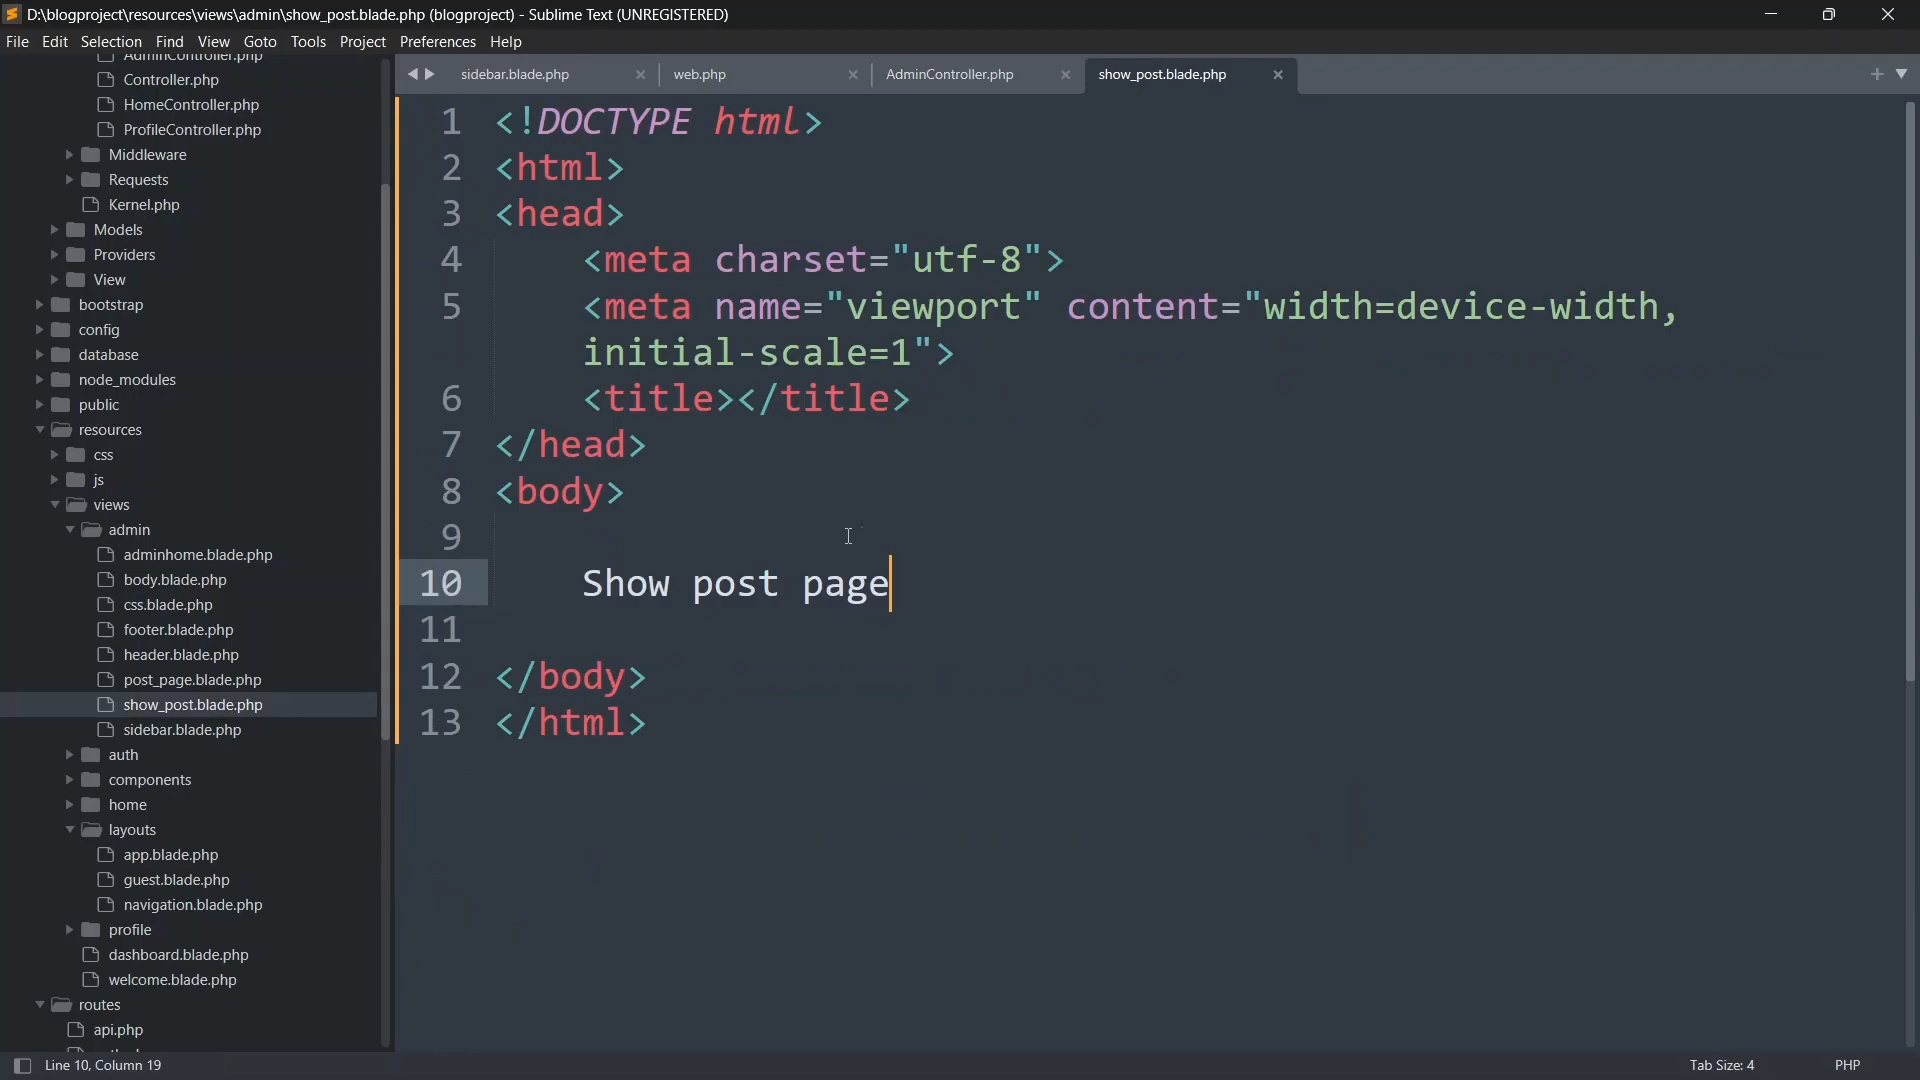 D:\blogproject\resources\views\admin\show_post.blade.php (blogproject) - Sublime Text (UNREGISTERED)
File Edit Selection Find View Goto Tools Project Preferences Help
AdminController.php
Controller.php
HomeController.php
ProfileController.php
Middleware
Requests
Kernel.php
Models
Providers
View
bootstrap
config
database
node_modules
public
resources
css
js
views
admin
adminhome.blade.php
body.blade.php
css.blade.php
footer.blade.php
header.blade.php
post_page.blade.php
show_post.blade.php
sidebar.blade.php
auth
components
home
layouts
app.blade.php
guest.blade.php
navigation.blade.php
profile
dashboard.blade.php
welcome.blade.php
routes
api.php
sidebar.blade.php web.php AdminController.php show_post.blade.php
1 <!DOCTYPE html>
2 <html>
3 <head>
4 <meta charset="utf-8">
5 <meta name="viewport" content="width=device-width,
initial-scale=1">
6 <title></title>
7 </head>
8 <body>
9
10 Show post page
11
12 </body>
13 </html>
Line 10, Column 19
Tab Size: 4 PHP